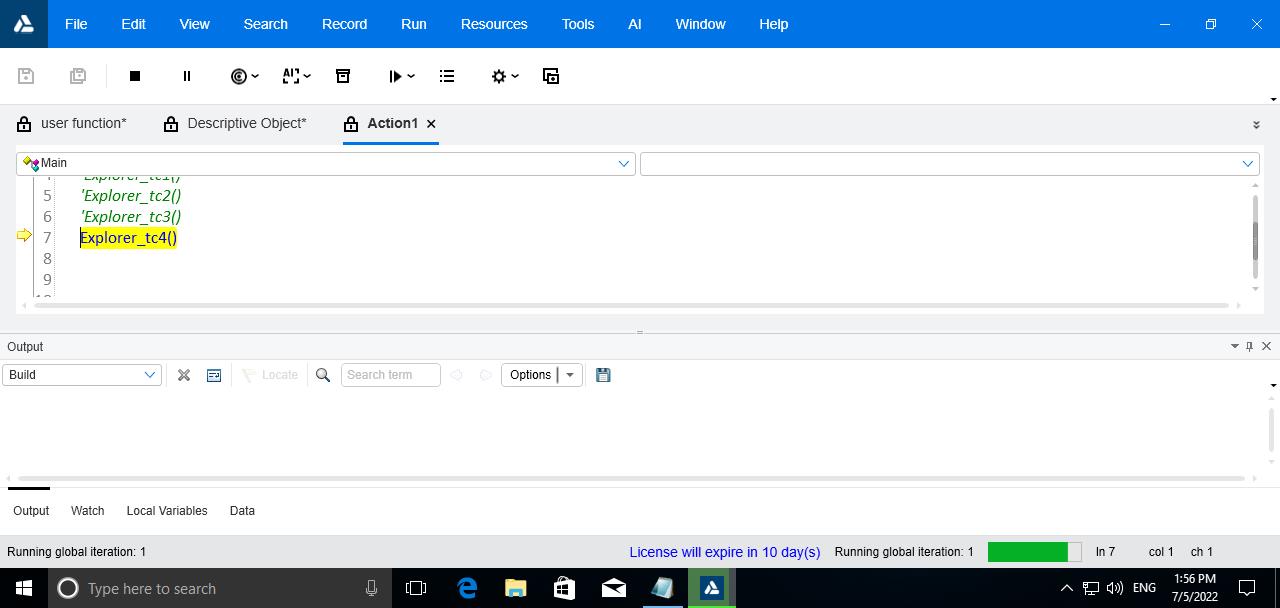 File Edit View Search Record Run Resources Tools AI Window Help
user function* Descriptive Object* Action1
Main
4 'Explorer_tc1()
5 'Explorer_tc2()
6 'Explorer_tc3()
7 Explorer_tc4()
8
9
10
Output
Build Locate Search term Options
Output Watch Local Variables Data
Running global iteration: 1 License will expire in 10 day(s) Running global iteration: 1 ln 7 col 1 ch 1
Type here to search ENG 1:56 PM
7/5/2022